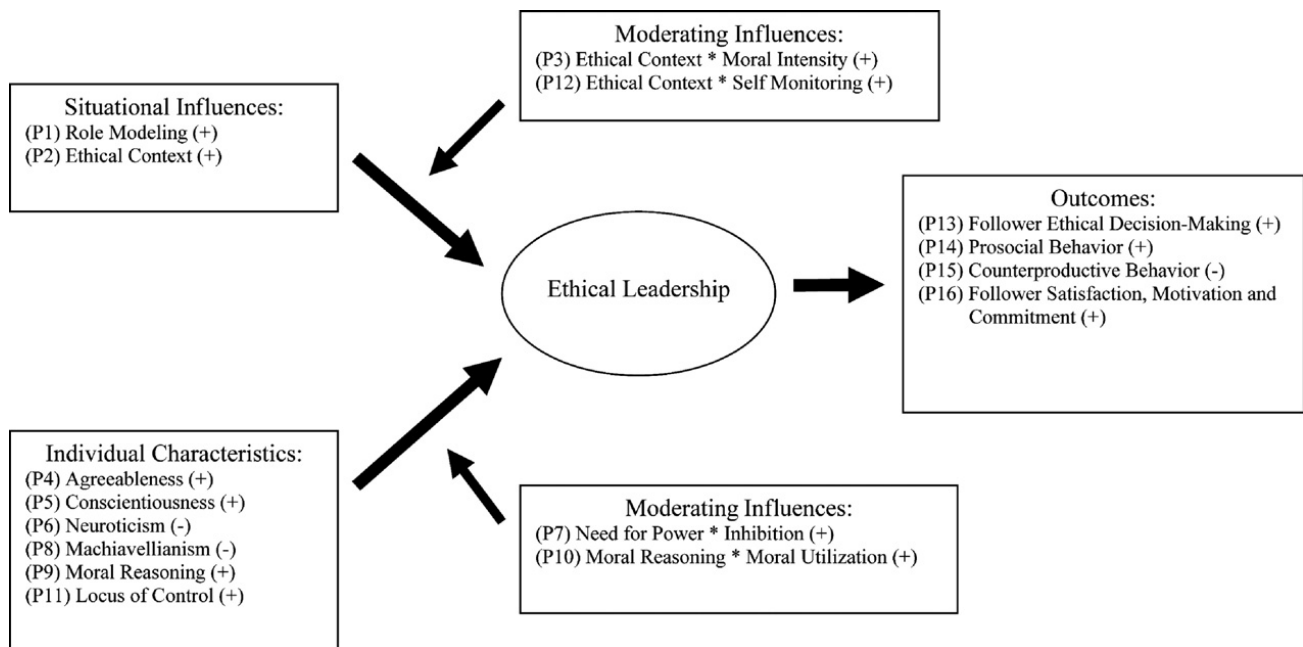 Moderating Influences:
(P3) Ethical Context * Moral Intensity (+)
(P12) Ethical Context * Self Monitoring (+)
Situational Influences:
(P1) Role Modeling (+)
(P2) Ethical Context (+)
Ethical Leadership
Outcomes:
(P13) Follower Ethical Decision-Making (+)
(P14) Prosocial Behavior (+)
(P15) Counterproductive Behavior (-)
(P16) Follower Satisfaction, Motivation and
Commitment (+)
Individual Characteristics:
(P4) Agreeableness (+)
(P5) Conscientiousness (+)
(P6) Neuroticism (-)
(P8) Machiavellianism (-)
(P9) Moral Reasoning (+)
(P11) Locus of Control (+)
Moderating Influences:
(P7) Need for Power * Inhibition (+)
(P10) Moral Reasoning * Moral Utilization (+)